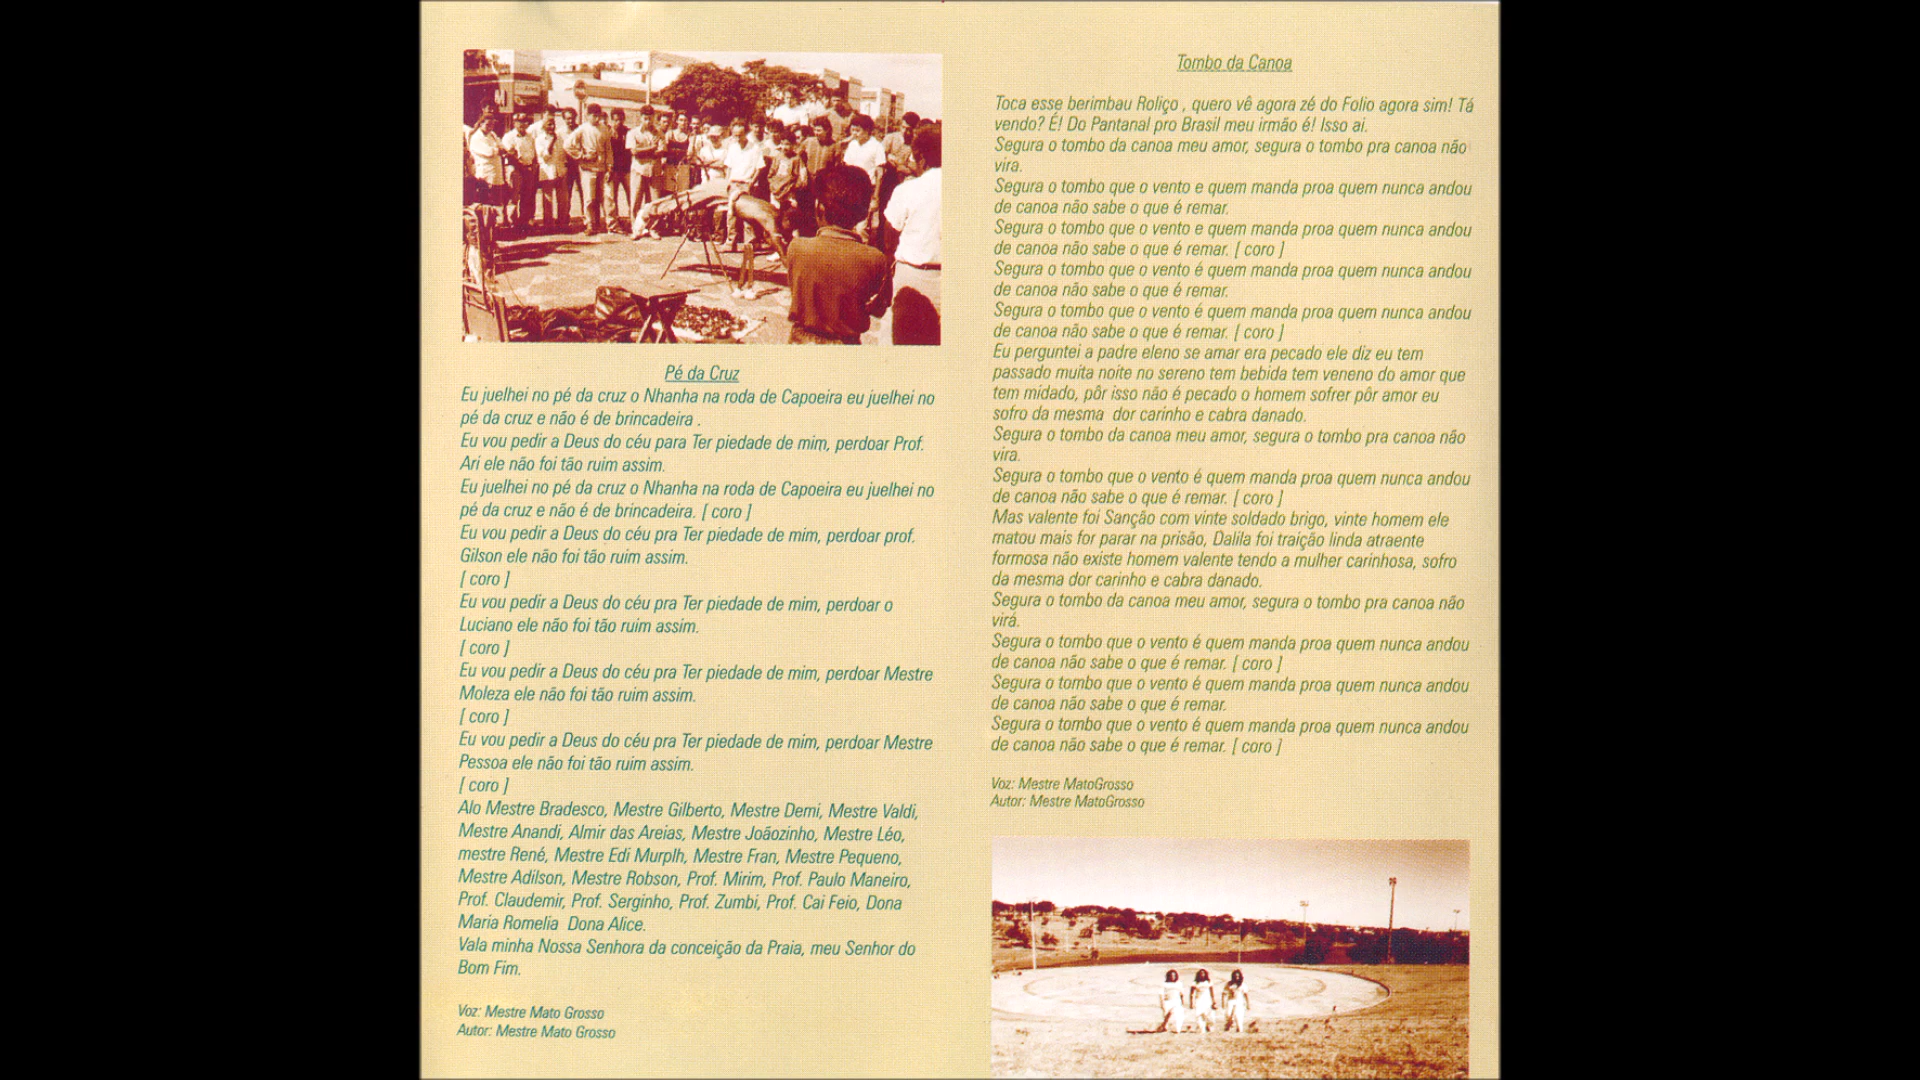 Pé da Cruz
Eu juelhei no pé da cruz o Nhanha na roda de Capoeira eu juelhei no
pé da cruz e não é de brincadeira .
Eu vou pedir a Deus do céu para Ter piedade de mim, perdoar Prof.
Ari ele não foi tão ruim assim.
Eu juelhei no pé da cruz o Nhanha na roda de Capoeira eu juelhei no
pé da cruz e não é de brincadeira. [ coro ]
Eu vou pedir a Deus do céu pra Ter piedade de mim, perdoar prof.
Gilson ele não foi tão ruim assim.
[ coro ]
Eu vou pedir a Deus do céu pra Ter piedade de mim, perdoar o
Luciano ele não foi tão ruim assim.
[ coro ]
Eu vou pedir a Deus do céu pra Ter piedade de mim, perdoar Mestre
Moleza ele não foi tão ruim assim.
[ coro ]
Eu vou pedir a Deus do céu pra Ter piedade de mim, perdoar Mestre
Pessoa ele não foi tão ruim assim.
[ coro ]
Alo Mestre Bradesco, Mestre Gilberto, Mestre Demi, Mestre Valdi,
Mestre Anandi, Almir das Areias, Mestre Joãozinho, Mestre Léo,
mestre René, Mestre Edi Murplh, Mestre Fran, Mestre Pequeno,
Mestre Adilson, Mestre Robson, Prof. Mirim, Prof. Paulo Maneiro,
Prof. Claudemir, Prof. Serginho, Prof. Zumbi, Prof. Cai Feio, Dona
Maria Romelia  Dona Alice.
Vala minha Nossa Senhora da conceição da Praia, meu Senhor do
Bom Fim.
Voz: Mestre Mato Grosso
Autor: Mestre Mato Grosso
Tombo da Canoa
Toca esse berimbau Roliço , quero vê agora zé do Folio agora sim! Tá
vendo? É! Do Pantanal pro Brasil meu irmão é! Isso ai.
Segura o tombo da canoa meu amor, segura o tombo pra canoa não
vira.
Segura o tombo que o vento e quem manda proa quem nunca andou
de canoa não sabe o que é remar.
Segura o tombo que o vento e quem manda proa quem nunca andou
de canoa não sabe o que é remar. [ coro ]
Segura o tombo que o vento é quem manda proa quem nunca andou
de canoa não sabe o que é remar.
Segura o tombo que o vento é quem manda proa quem nunca andou
de canoa não sabe o que é remar. [ coro ]
Eu perguntei a padre eleno se amar era pecado ele diz eu tem
passado muita noite no sereno tem bebida tem veneno do amor que
tem midado, pôr isso não é pecado o homem sofrer pôr amor eu
sofro da mesma  dor carinho e cabra danado.
Segura o tombo da canoa meu amor, segura o tombo pra canoa não
vira.
Segura o tombo que o vento é quem manda proa quem nunca andou
de canoa não sabe o que é remar. [ coro ]
Mas valente foi Sanção com vinte soldado brigo, vinte homem ele
matou mais for parar na prisão, Dalila foi traição linda atraente
formosa não existe homem valente tendo a mulher carinhosa, sofro
da mesma dor carinho e cabra danado.
Segura o tombo da canoa meu amor, segura o tombo pra canoa não
virá.
Segura o tombo que o vento é quem manda proa quem nunca andou
de canoa não sabe o que é remar. [ coro ]
Segura o tombo que o vento é quem manda proa quem nunca andou
de canoa não sabe o que é remar.
Segura o tombo que o vento é quem manda proa quem nunca andou
de canoa não sabe o que é remar. [ coro ]
Voz: Mestre MatoGrosso
Autor: Mestre MatoGrosso